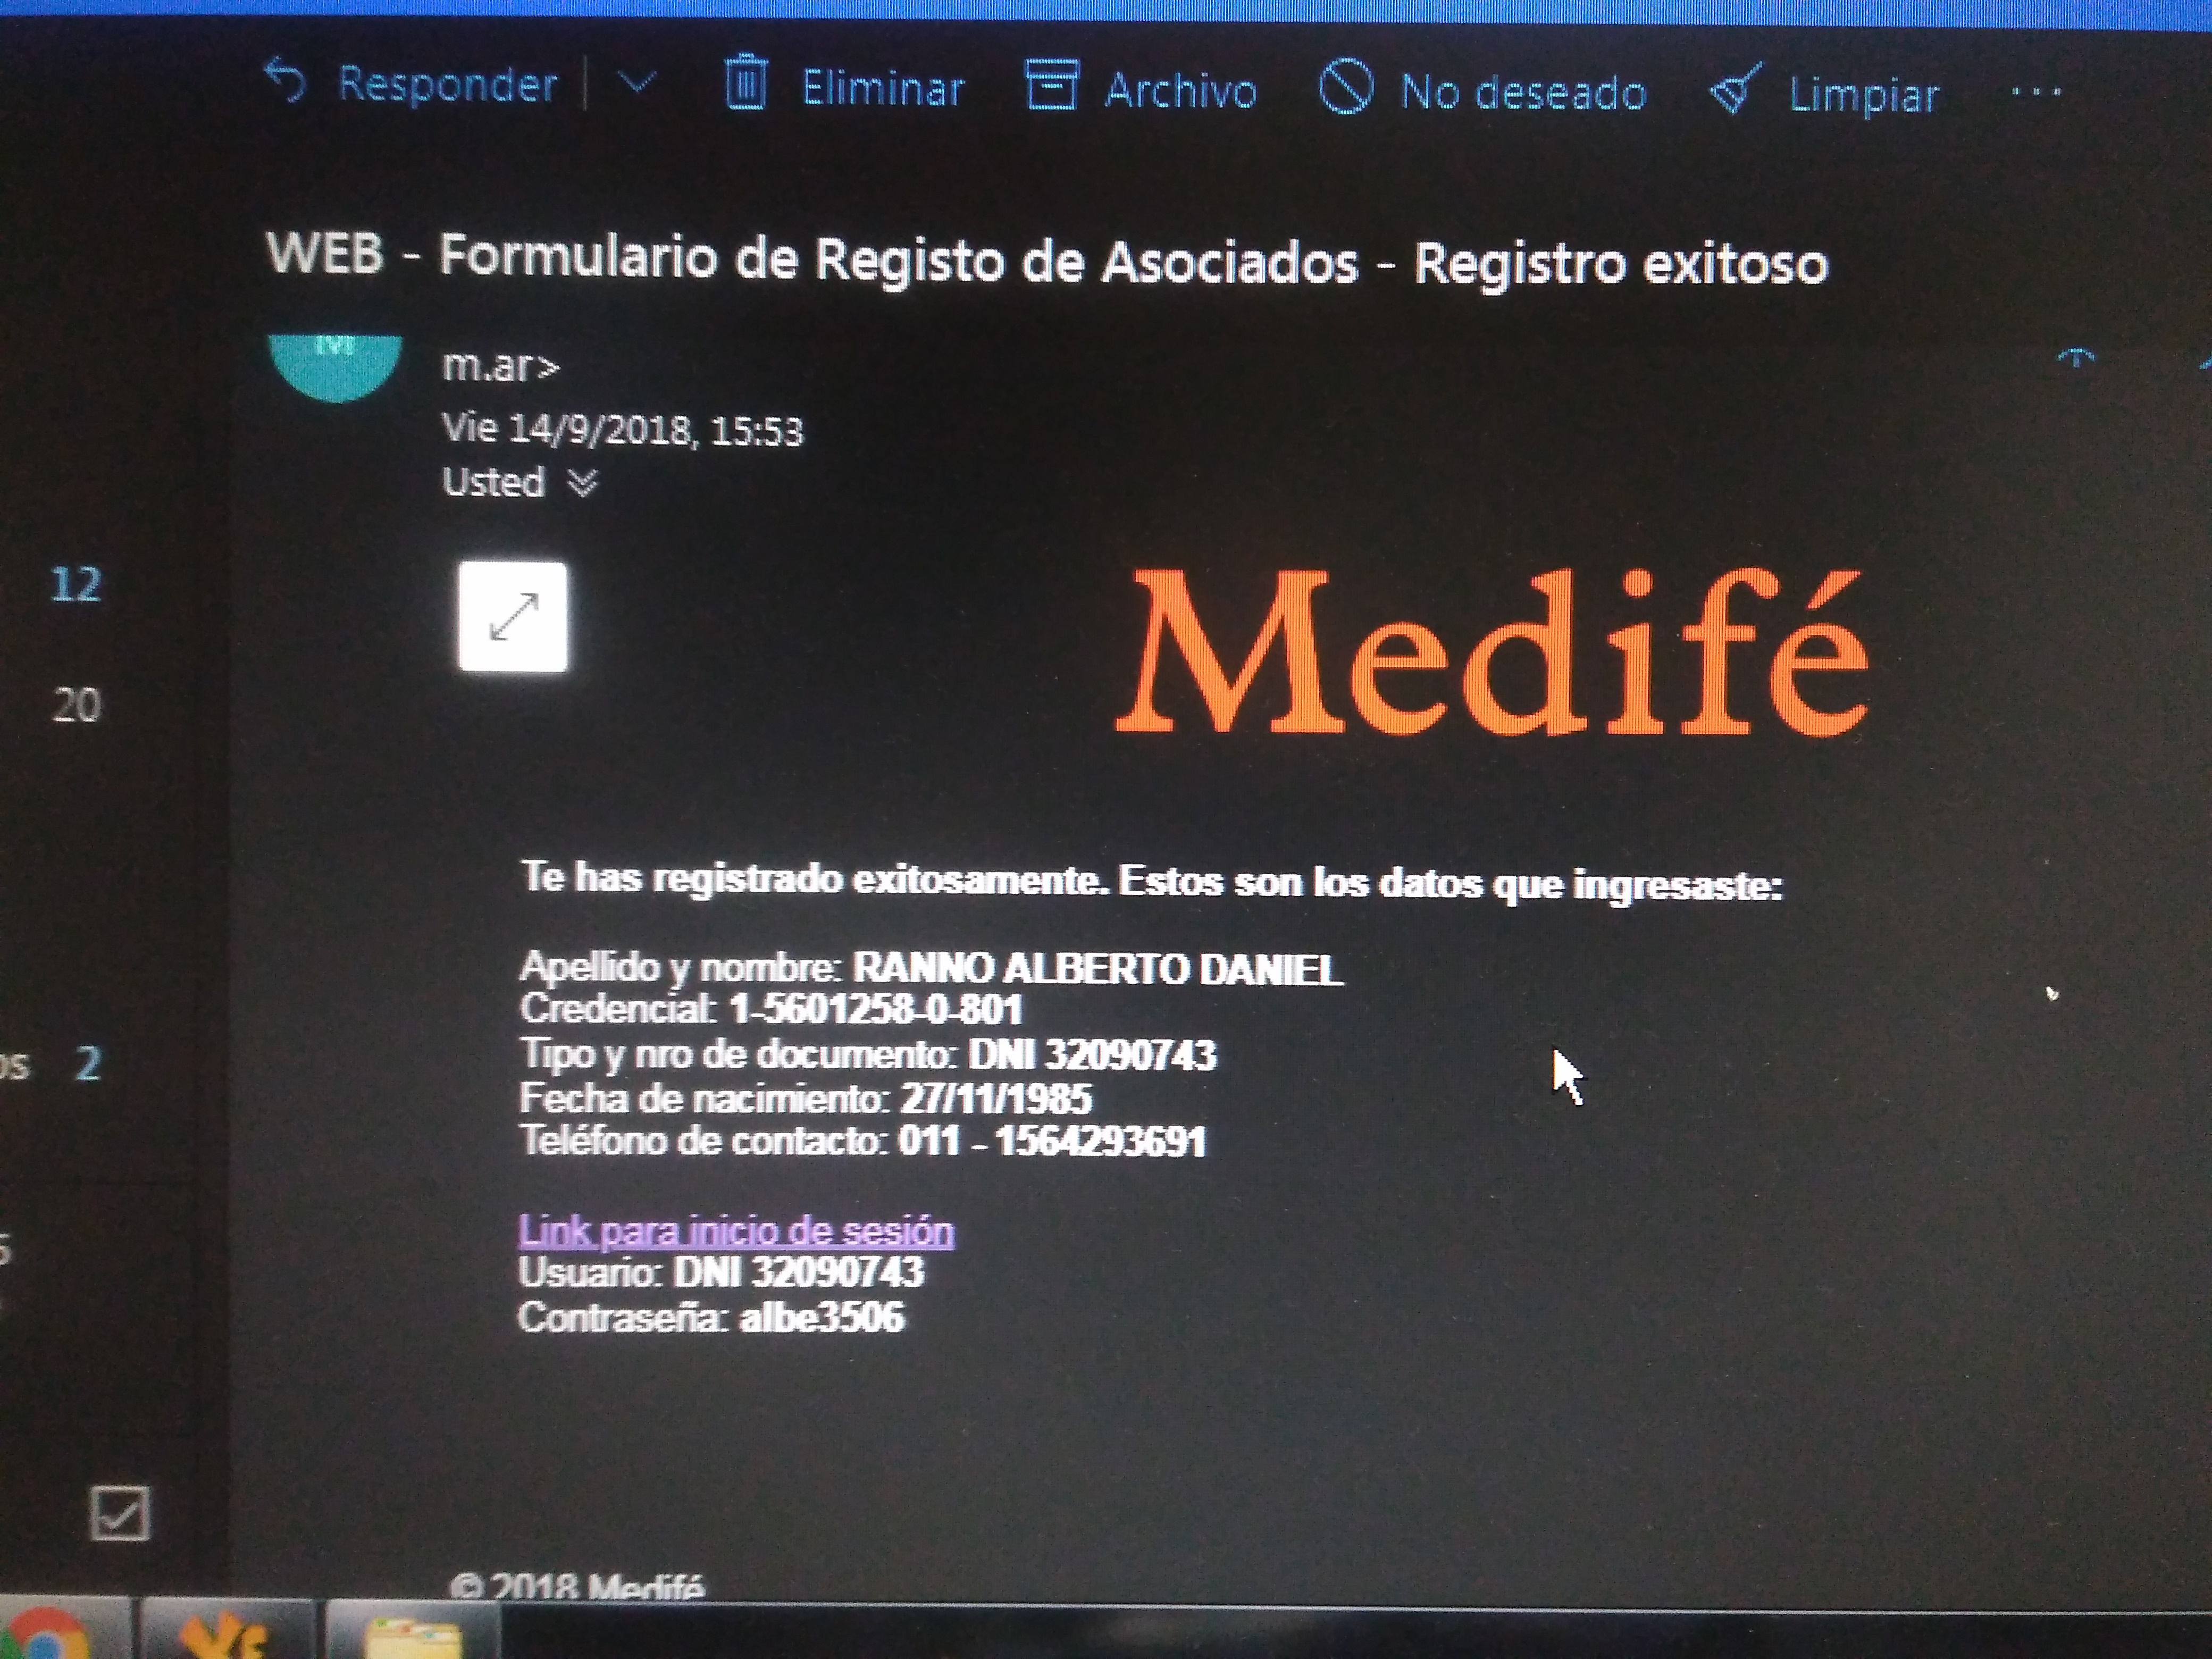 Responder
Eliminar
Archivo
No deseado
Limpiar
WEB - Formulario de Registo de Asociados - Registro exitoso
M
m.ar>
Vie 14/9/2018, 15:53
Usted
12
20
Medifé
Te has registrado exitosamente. Estos son los datos que ingresaste:
Apellido y nombre: RANNO ALBERTO DANIEL
Credencial: 1-5601258-0-801
Tipo y nro de documento: DNI 32090743
os 2
Fecha de nacimiento: 27/11/1985
Teléfono de contacto: 011 - 1564293691
Link para inicio de sesión
5
Usuario: DNI 32090743
Contraseña: albe3506
© 2018 Medifé